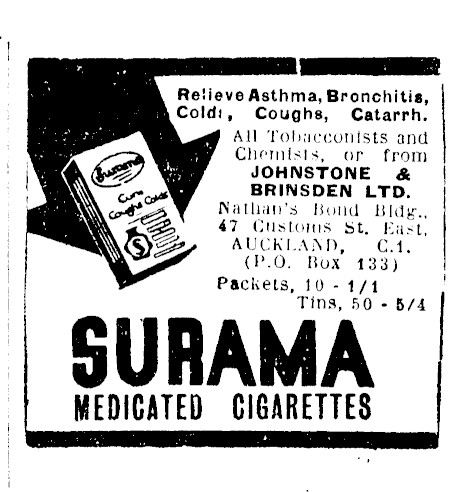 Relieve Asthma, Bronchitis,
Colds, Coughs, Catarrh.
All Tobacconists and
Chemists, or from
JOHNSTONE &
BRINSDEN LTD.
Nathan's Bond Bldg.,
47 Customs St. East,
AUCKLAND, C.1.
(P.O. Box 133)
Packets, 10 - 1/1
Tins, 50 - 5/4
Surama
Cure
Coughs Colds
S
SURAMA
MEDICATED CIGARETTES